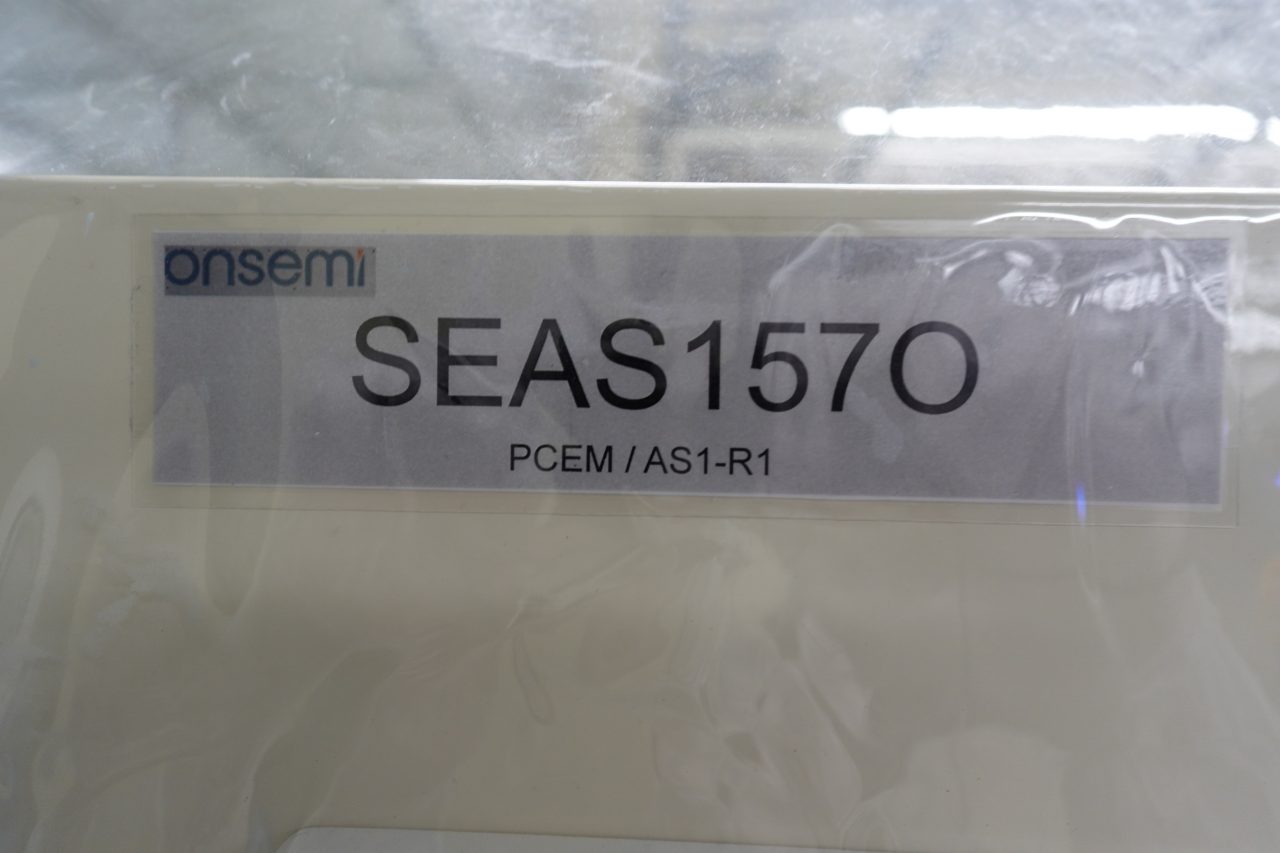 onsemi
SEAS157O
PCEM / AS1-R1